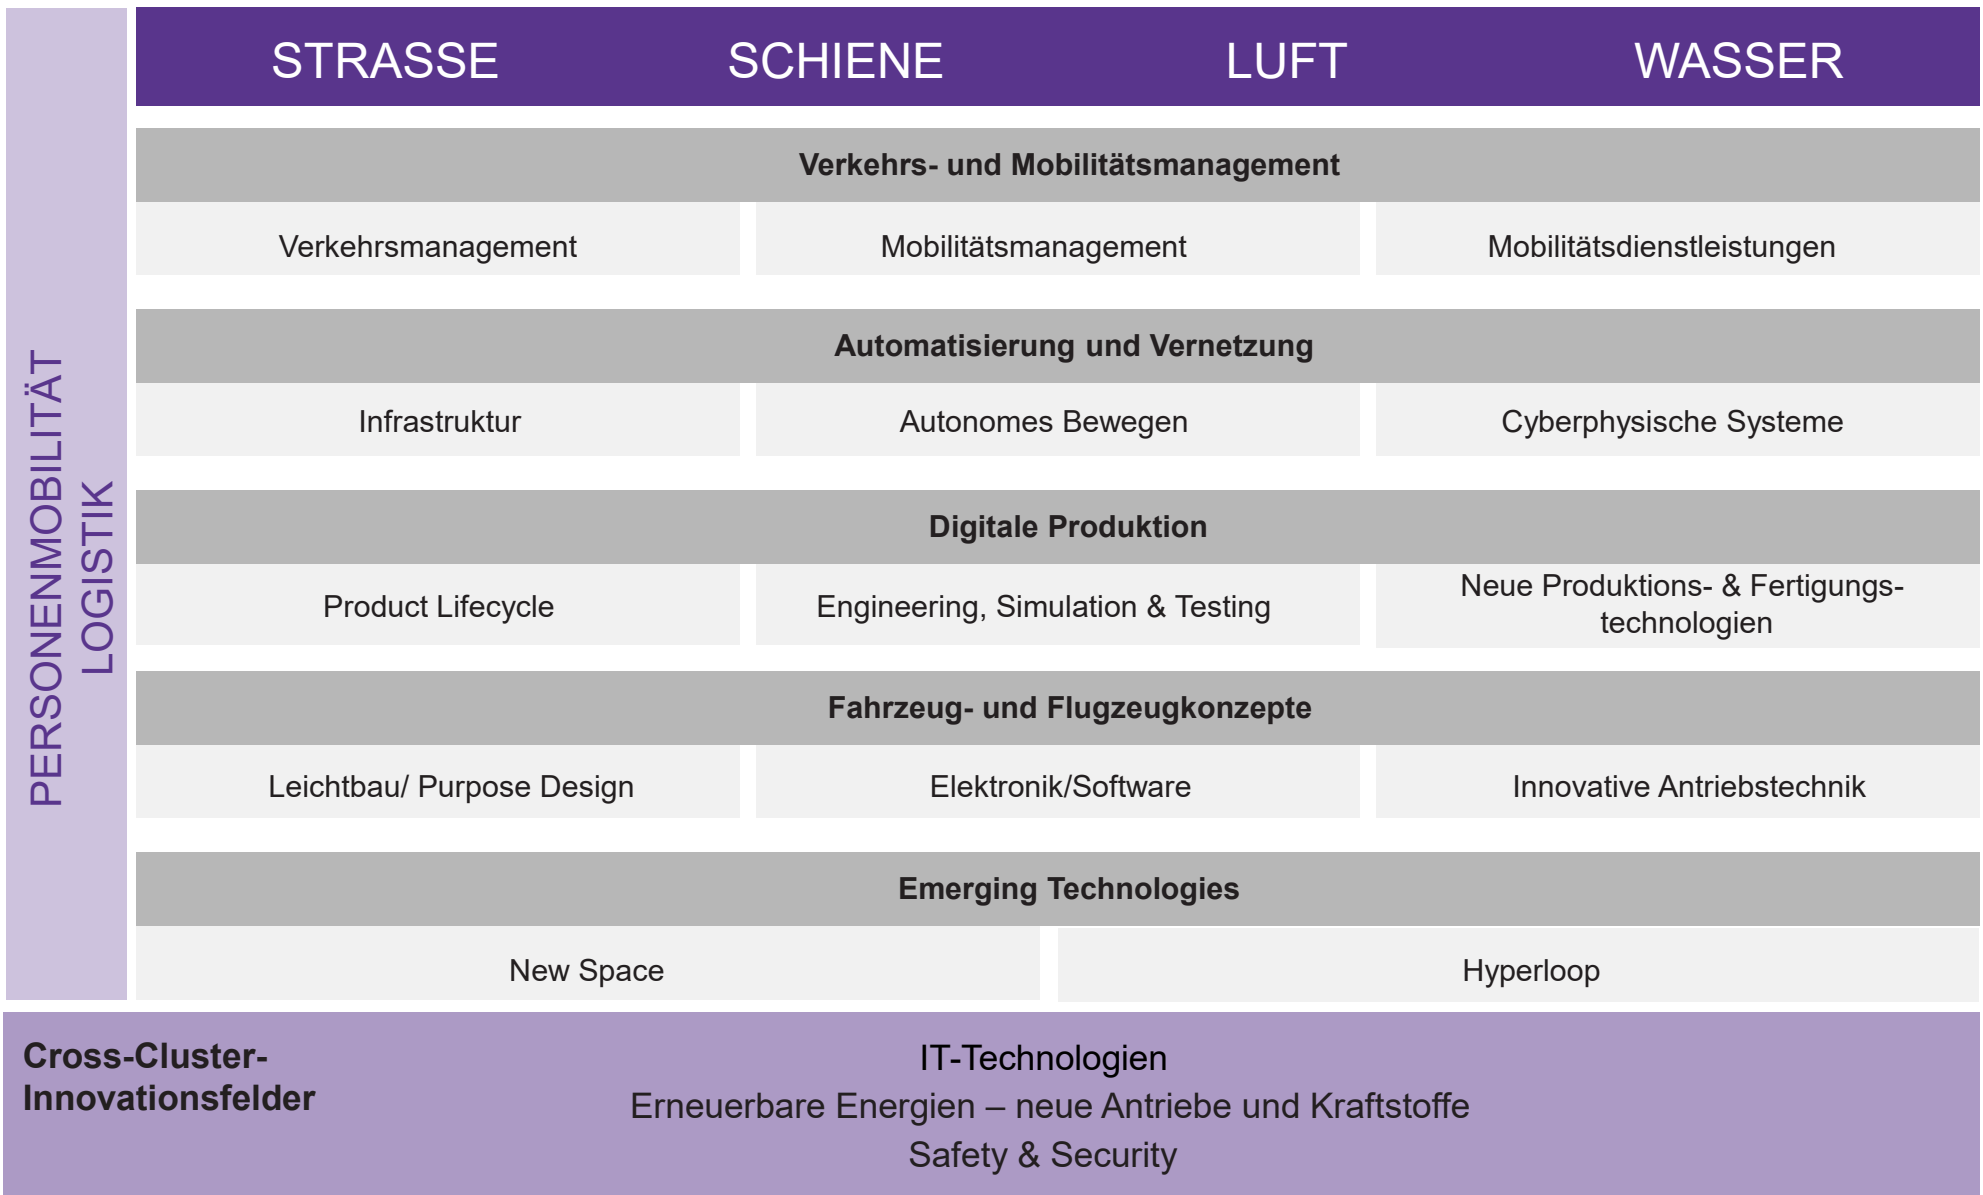 STRASSE SCHIENE LUFT WASSER
PERSONENMOBILITÄT
LOGISTIK
Verkehrs- und Mobilitätsmanagement
Verkehrsmanagement Mobilitätsmanagement Mobilitätsdienstleistungen
Automatisierung und Vernetzung
Infrastruktur Autonomes Bewegen Cyberphysische Systeme
Digitale Produktion
Product Lifecycle
Engineering, Simulation & Testing
Neue Produktions- & Fertigungs-
technologien
Fahrzeug- und Flugzeugkonzepte
Leichtbau/ Purpose Design Elektronik/Software Innovative Antriebstechnik
Emerging Technologies
New Space Hyperloop
Cross-Cluster-
Innovationsfelder
IT-Technologien
Erneuerbare Energien – neue Antriebe und Kraftstoffe
Safety & Security